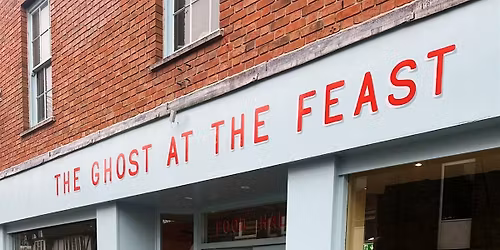 THE GHOST AT THE FEAST